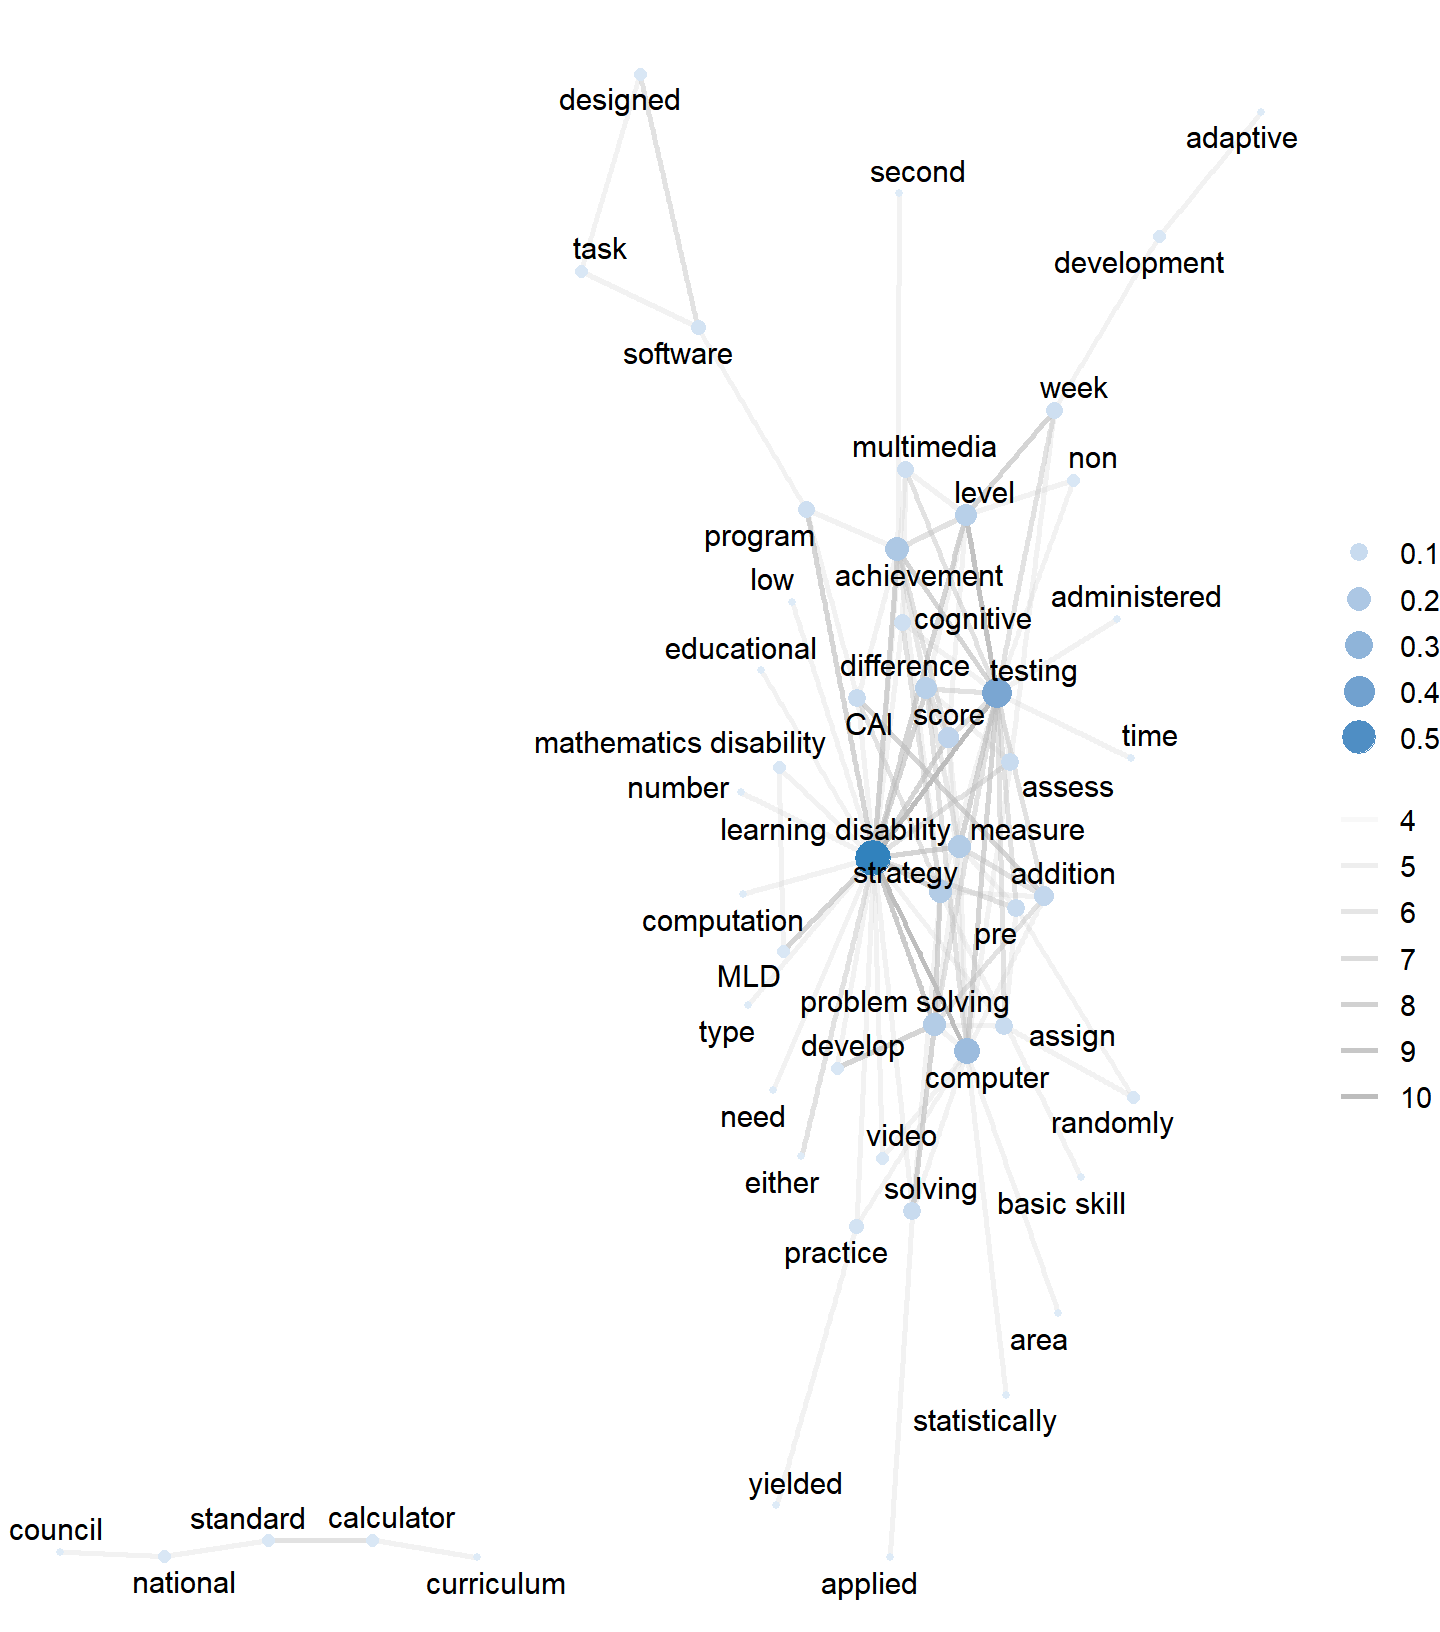 designed
adaptive
second
task
development
software
week
multimedia
non
level
program
achievement
low
administered
cognitive
educational
difference
testing
score
CAI
time
mathematics disability
number
assess
learning disability
measure
strategy
addition
computation
pre
MLD
problem solving
type
assign
develop
computer
need
randomly
video
either
solving
basic skill
practice
area
statistically
yielded
council
standard
calculator
national
curriculum
applied
0.1
0.2
0.3
0.4
0.5
4
5
6
7
8
9
10